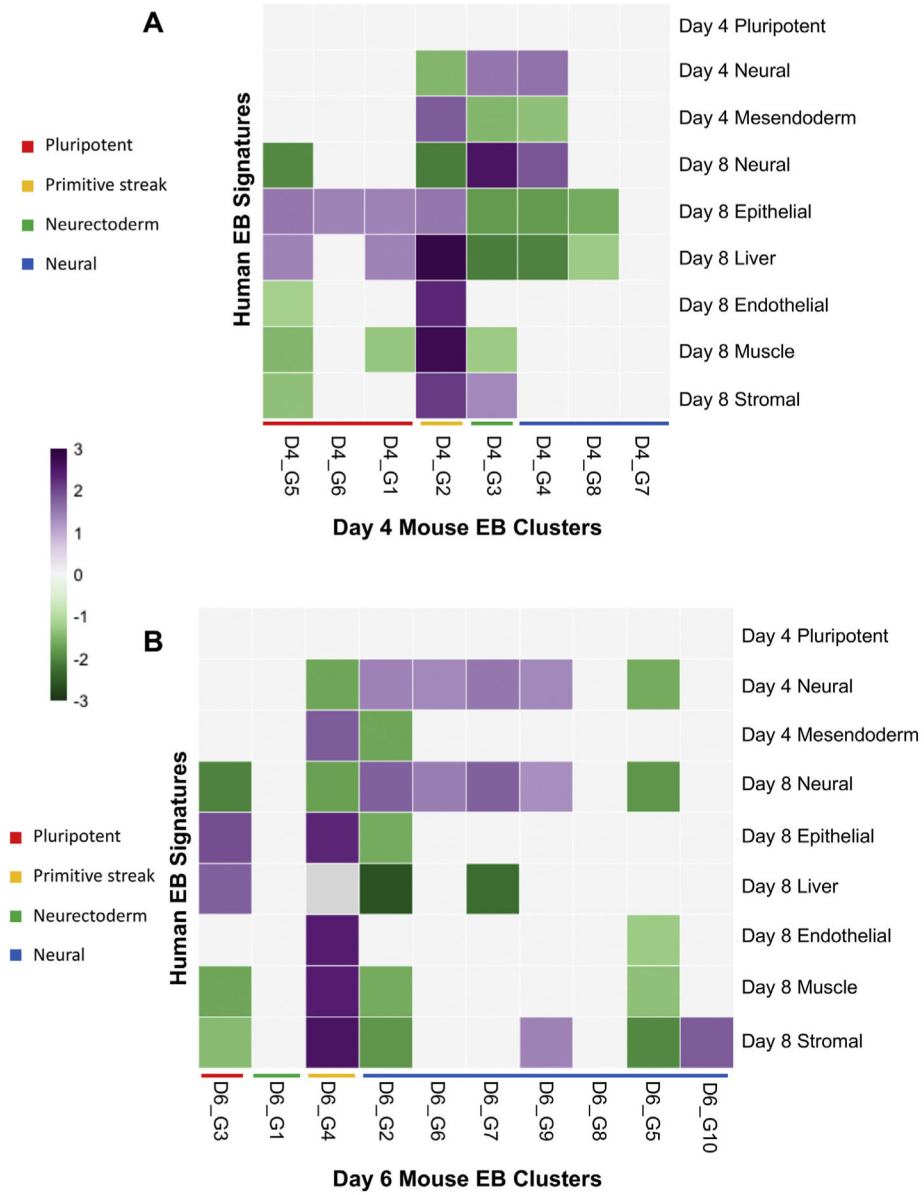 A
Day 4 Pluripotent
Day 4 Neural
Day 4 Mesendoderm
Day 8 Neural
Day 8 Epithelial
Day 8 Liver
Day 8 Endothelial
Day 8 Muscle
Day 8 Stromal
Human EB Signatures
Pluripotent
Primitive streak
Neurectoderm
Neural
D4_G5
D4_G6
D4_G1
D4_G2
D4_G3
D4_G4
D4_G8
D4_G7
Day 4 Mouse EB Clusters
3
2
1
0
-1
-2
-3
B
Day 4 Pluripotent
Day 4 Neural
Day 4 Mesendoderm
Day 8 Neural
Day 8 Epithelial
Day 8 Liver
Day 8 Endothelial
Day 8 Muscle
Day 8 Stromal
Human EB Signatures
Pluripotent
Primitive streak
Neurectoderm
Neural
D6_G3
D6_G1
D6_G4
D6_G2
D6_G6
D6_G7
D6_G9
D6_G8
D6_G5
D6_G10
Day 6 Mouse EB Clusters